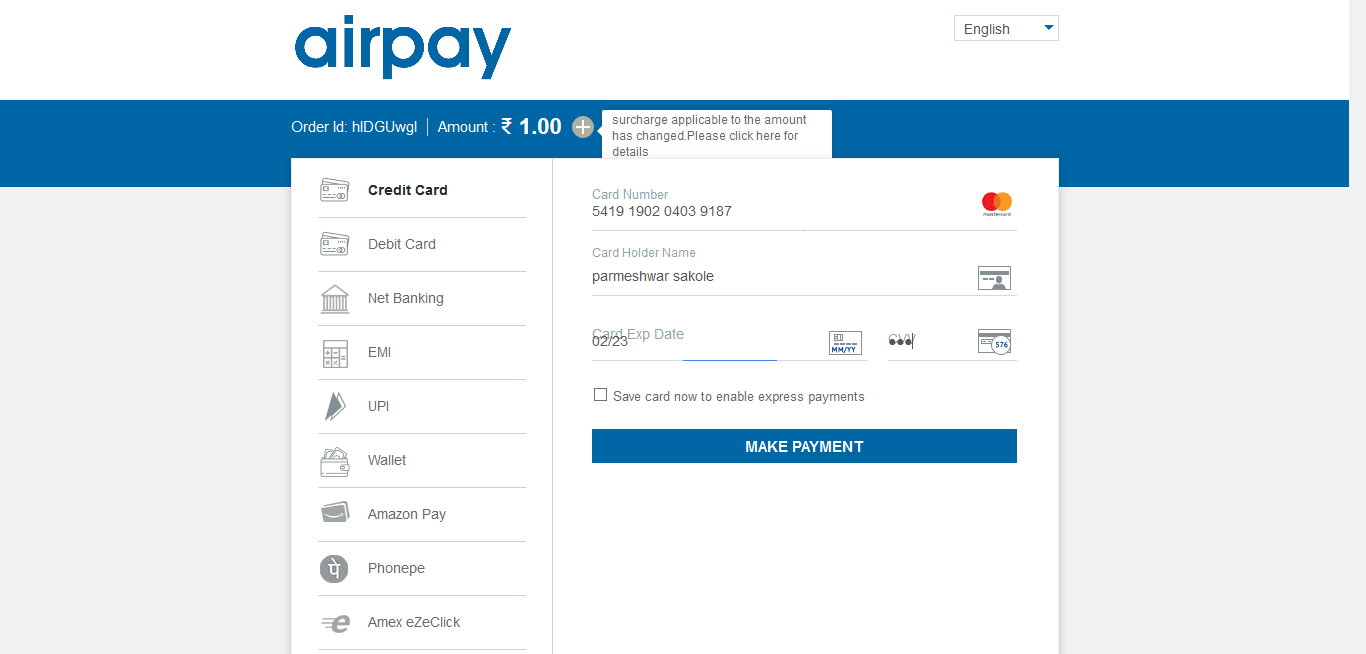 airpay
English
Order Id: hIDGUwgl
Amount : ₹ 1.00
surcharge applicable to the amount
has changed.Please click here for
details
Credit Card
Debit Card
Net Banking
EMI
UPI
Wallet
Amazon Pay
पे
Phonepe
e
Amex eZeClick
Card Number
5419 1902 0403 9187
mastercard
Card Holder Name
parmeshwar sakole
Card Exp Date
02/23
MM/YY
CVV
•••
576
Save card now to enable express payments
MAKE PAYMENT